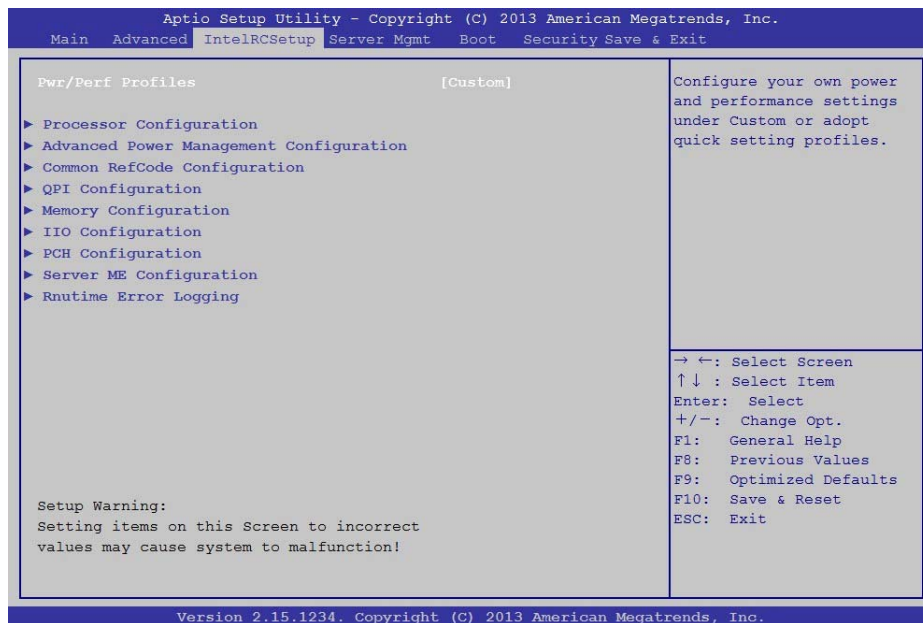 Aptio Setup Utility - Copyright (C) 2013 American Megatrends, Inc.
Main Advanced IntelRCSetup Server Mgmt Boot Security Save & Exit
Pwr/Perf Profiles [Custom]
▶ Processor Configuration
▶ Advanced Power Management Configuration
▶ Common RefCode Configuration
▶ QPI Configuration
▶ Memory Configuration
▶ IIO Configuration
▶ PCH Configuration
▶ Server ME Configuration
▶ Rnutime Error Logging
Setup Warning:
Setting items on this Screen to incorrect
values may cause system to malfunction!
Configure your own power
and performance settings
under Custom or adopt
quick setting profiles.
→ ←: Select Screen
↑↓ : Select Item
Enter: Select
+/-: Change Opt.
F1: General Help
F8: Previous Values
F9: Optimized Defaults
F10: Save & Reset
ESC: Exit
Version 2.15.1234. Copyright (C) 2013 American Megatrends, Inc.